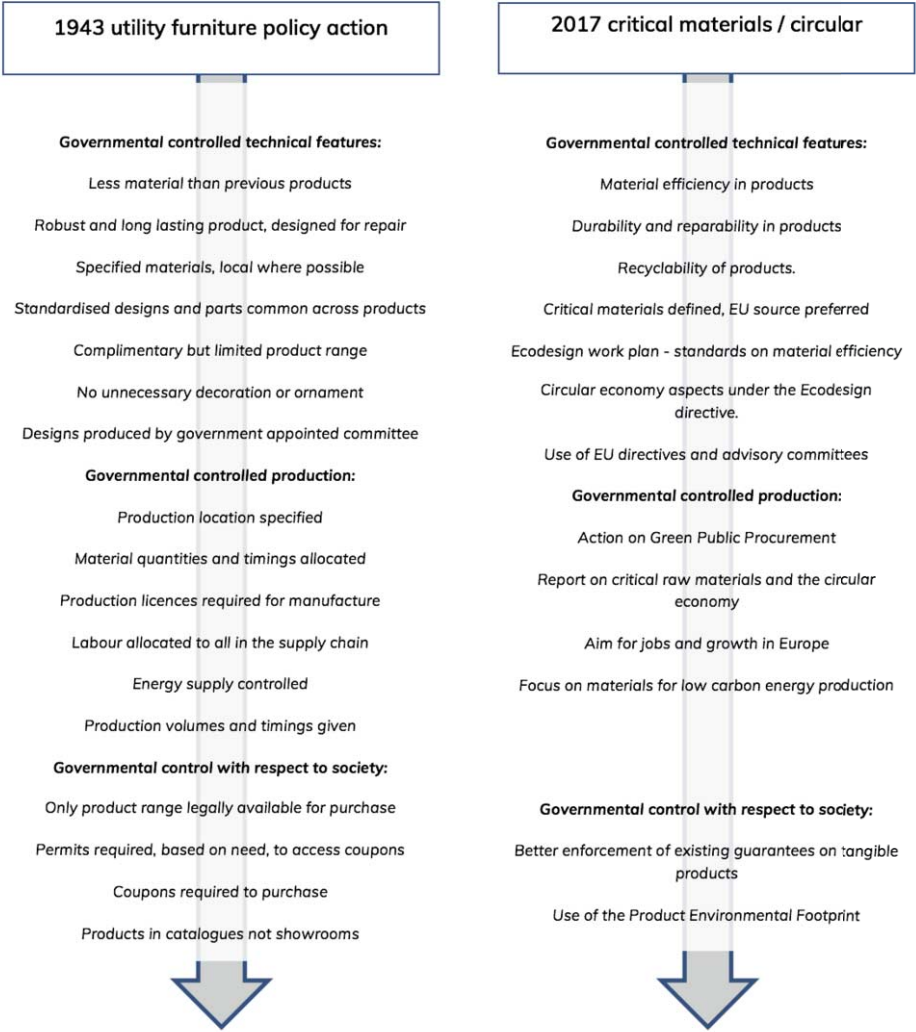 1943 utility furniture policy action
Governmental controlled technical features:
Less material than previous products
Robust and long lasting product, designed for repair
Specified materials, local where possible
Standardised designs and parts common across products
Complimentary but limited product range
No unnecessary decoration or ornament
Designs produced by government appointed committee
Governmental controlled production:
Production location specified
Material quantities and timings allocated
Production licences required for manufacture
Labour allocated to all in the supply chain
Energy supply controlled
Production volumes and timings given
Governmental control with respect to society:
Only product range legally available for purchase
Permits required, based on need, to access coupons
Coupons required to purchase
Products in catalogues not showrooms
2017 critical materials / circular
Governmental controlled technical features:
Material efficiency in products
Durability and reparability in products
Recyclability of products.
Critical materials defined, EU source preferred
Ecodesign work plan - standards on material efficiency
Circular economy aspects under the Ecodesign
directive.
Use of EU directives and advisory committees
Governmental controlled production:
Action on Green Public Procurement
Report on critical raw materials and the circular
economy
Aim for jobs and growth in Europe
Focus on materials for low carbon energy production
Governmental control with respect to society:
Better enforcement of existing guarantees on tangible
products
Use of the Product Environmental Footprint